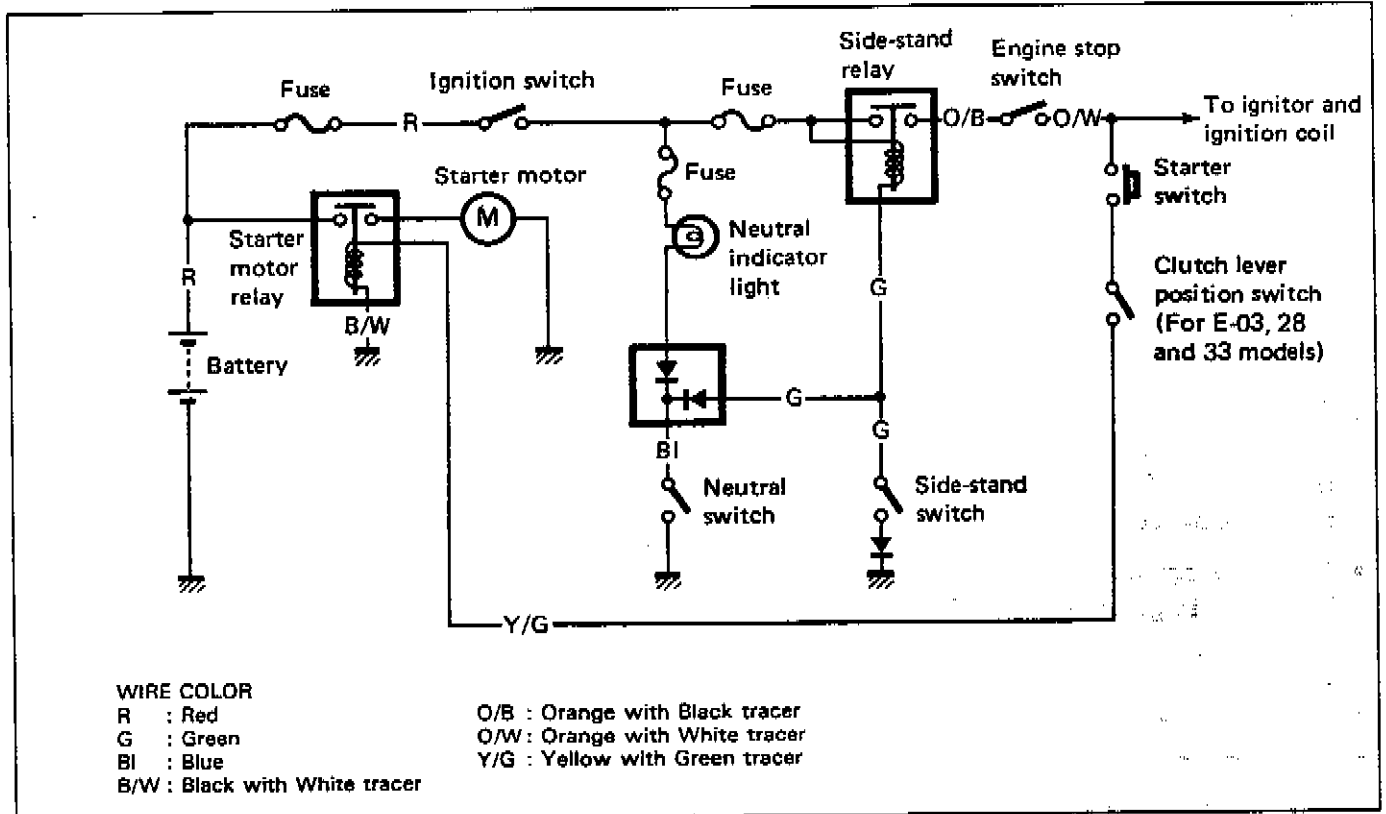 Side-stand
relay
Engine stop
switch
Fuse
Ignition switch
Fuse
R
O/B
O/W
To ignitor and
ignition coil
Fuse
Starter
switch
Starter motor
M
Neutral
indicator
light
Starter
motor
relay
R
G
Clutch lever
position switch
(For E-03, 28
and 33 models)
B/W
Battery
G
G
Bl
Neutral
switch
Side-stand
switch
Y/G
WIRE COLOR
R : Red
G : Green
Bl : Blue
B/W : Black with White tracer
O/B : Orange with Black tracer
O/W : Orange with White tracer
Y/G : Yellow with Green tracer